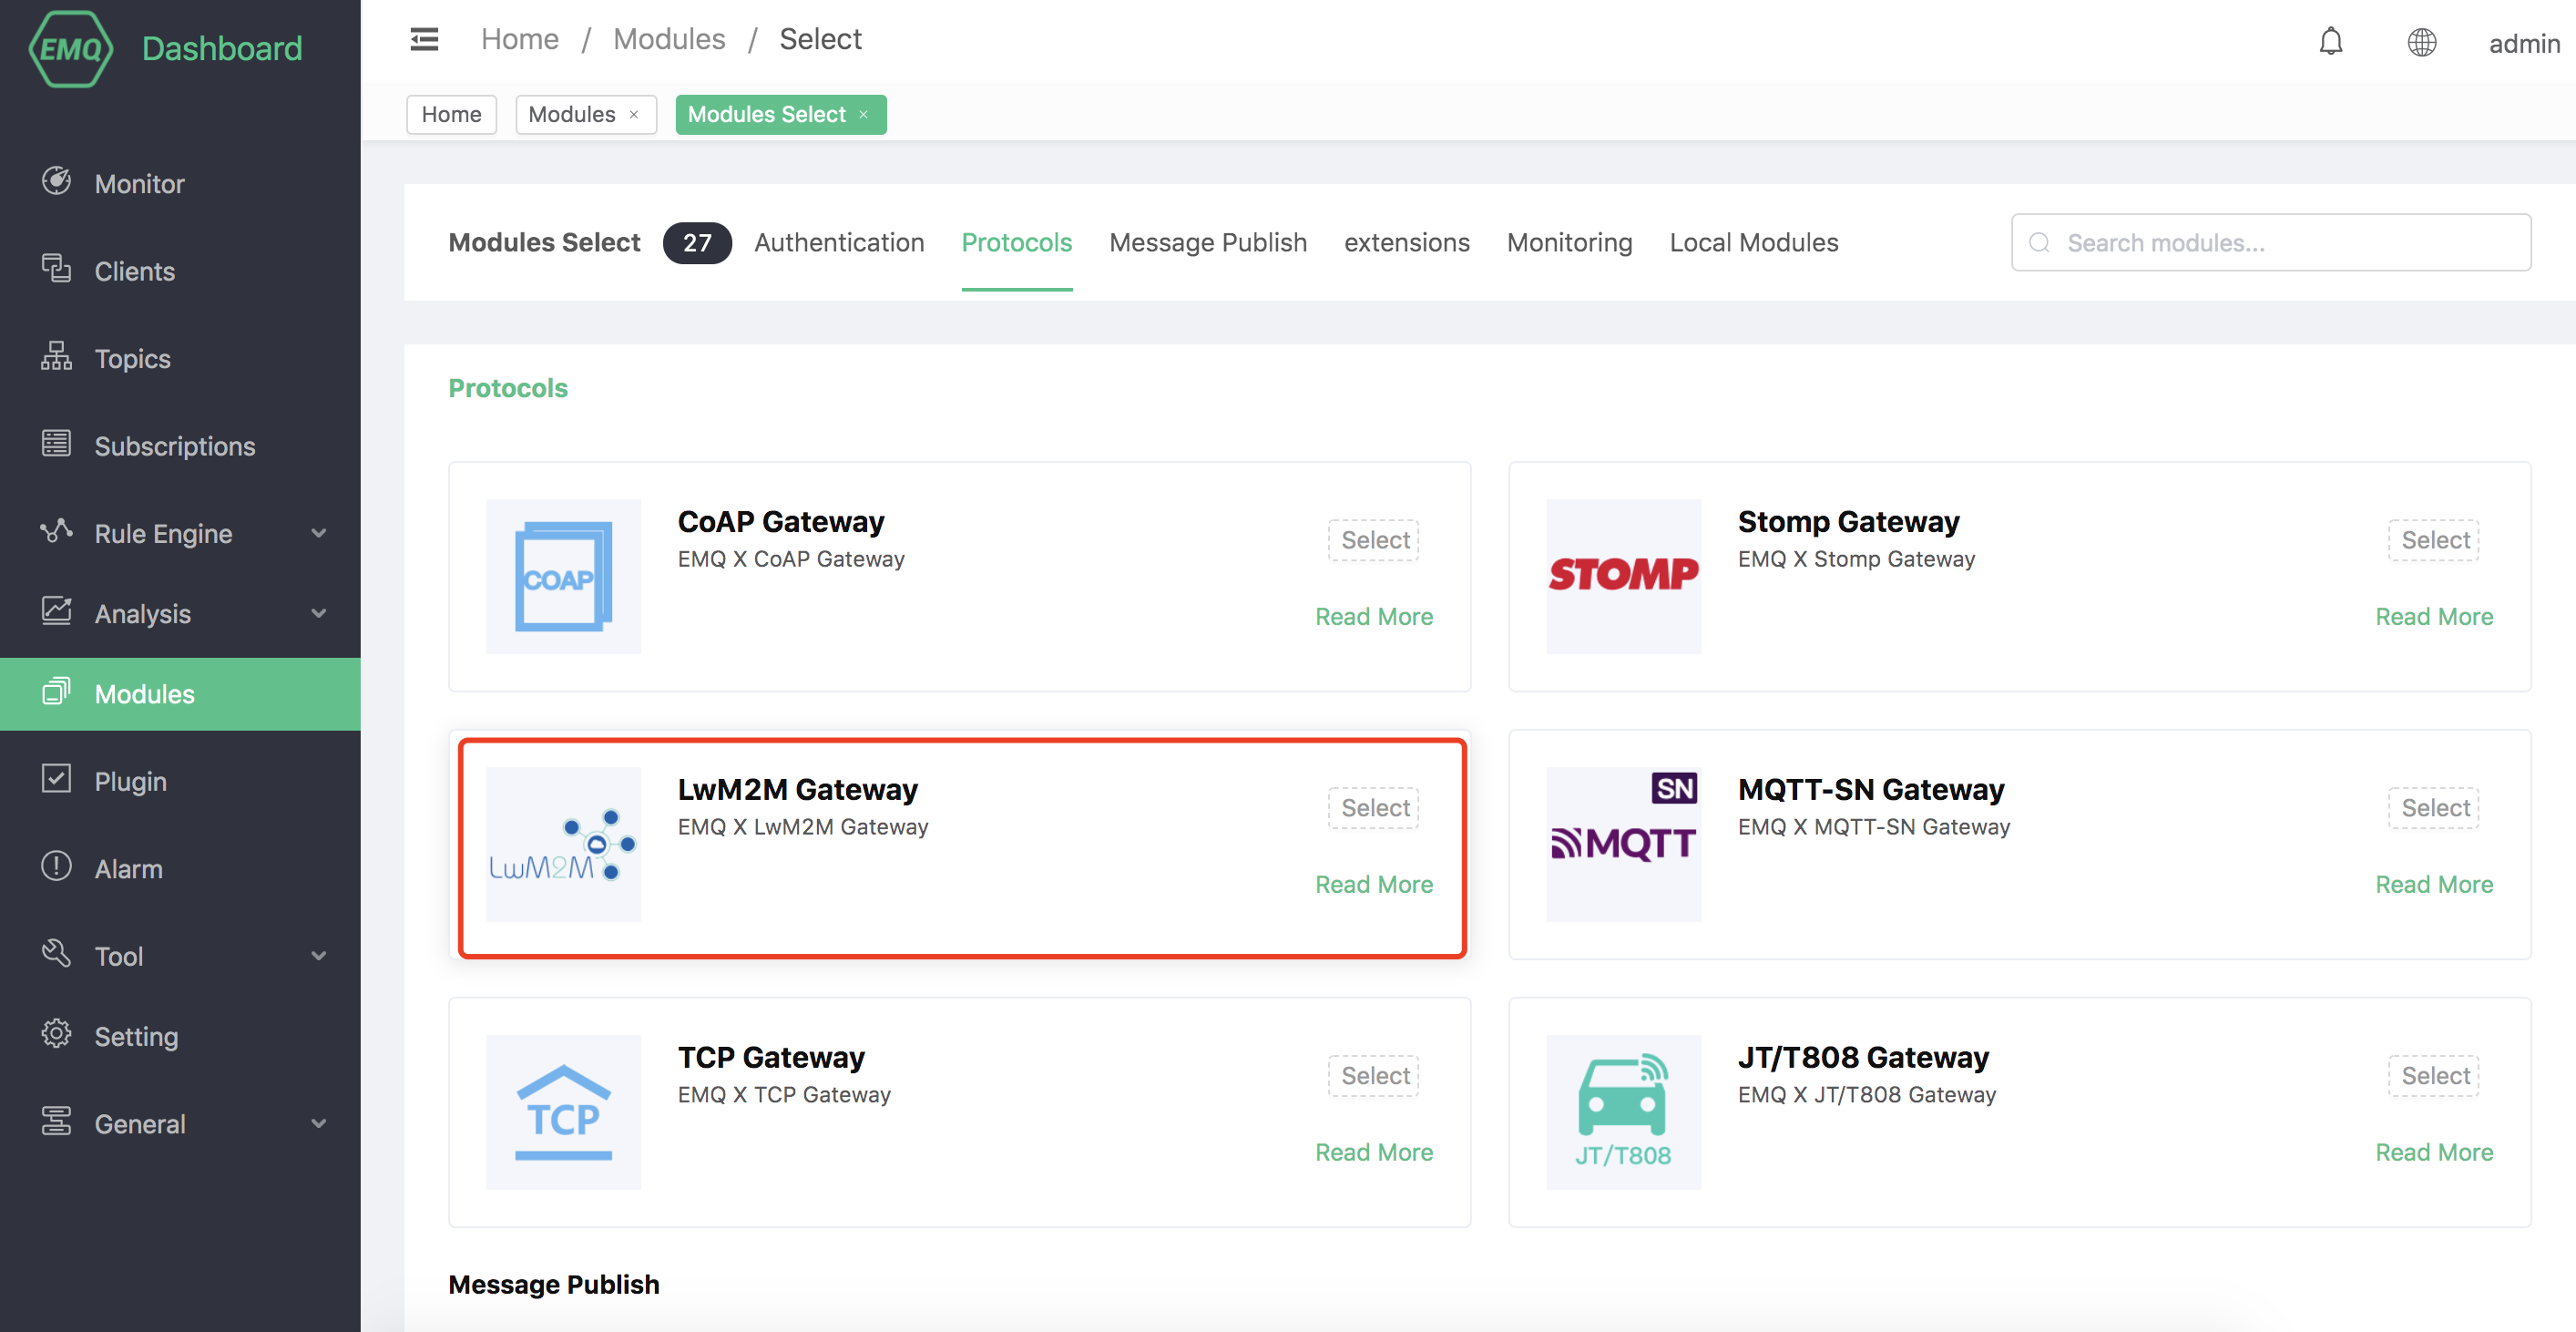 EMQ Dashboard
Monitor
Clients
Topics
Subscriptions
Rule Engine
Analysis
Modules
Plugin
Alarm
Tool
Setting
General
Home / Modules / Select
admin
Home
Modules ×
Modules Select ×
Modules Select 27 Authentication Protocols Message Publish extensions Monitoring Local Modules
Search modules...
Protocols
COAP
CoAP Gateway
EMQ X CoAP Gateway
Select
Read More
STOMP
Stomp Gateway
EMQ X Stomp Gateway
Select
Read More
LwM2M
LwM2M Gateway
EMQ X LwM2M Gateway
Select
Read More
SN
MQTT
MQTT-SN Gateway
EMQ X MQTT-SN Gateway
Select
Read More
TCP
TCP Gateway
EMQ X TCP Gateway
Select
Read More
JT/T808
JT/T808 Gateway
EMQ X JT/T808 Gateway
Select
Read More
Message Publish